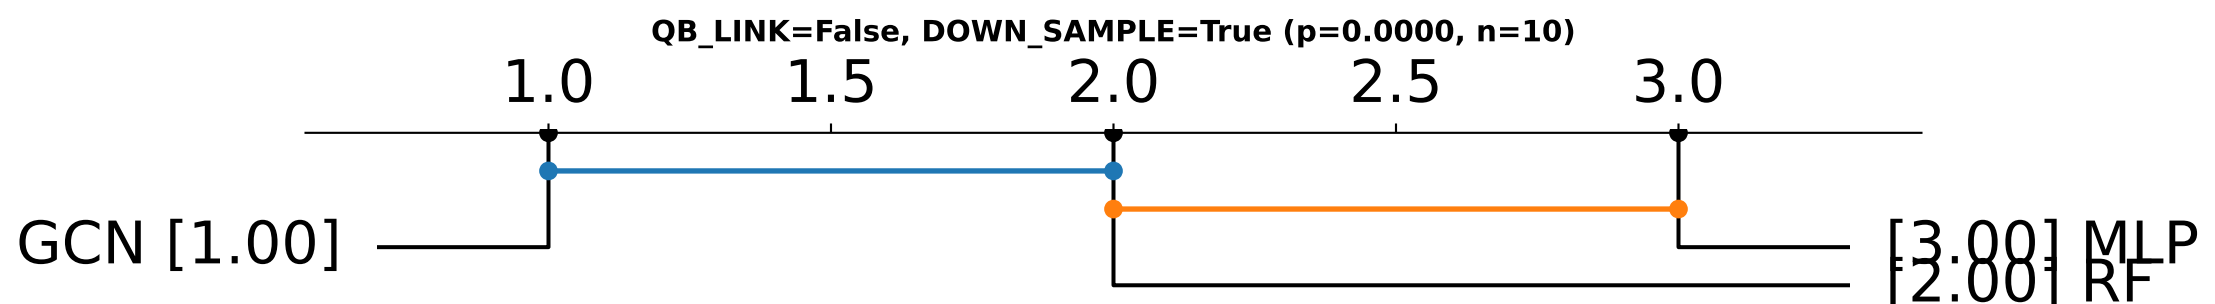 QB_LINK=False, DOWN_SAMPLE=True (p=0.0000, n=10)
1.0 1.5 2.0 2.5 3.0
GCN [1.00]
[3.00] MLP
[2.00] RF